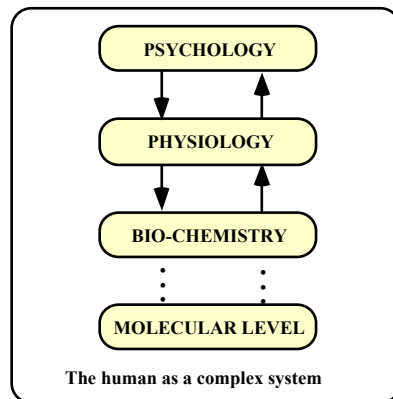 PSYCHOLOGY
PHYSIOLOGY
BIO-CHEMISTRY
MOLECULAR LEVEL
The human as a complex system